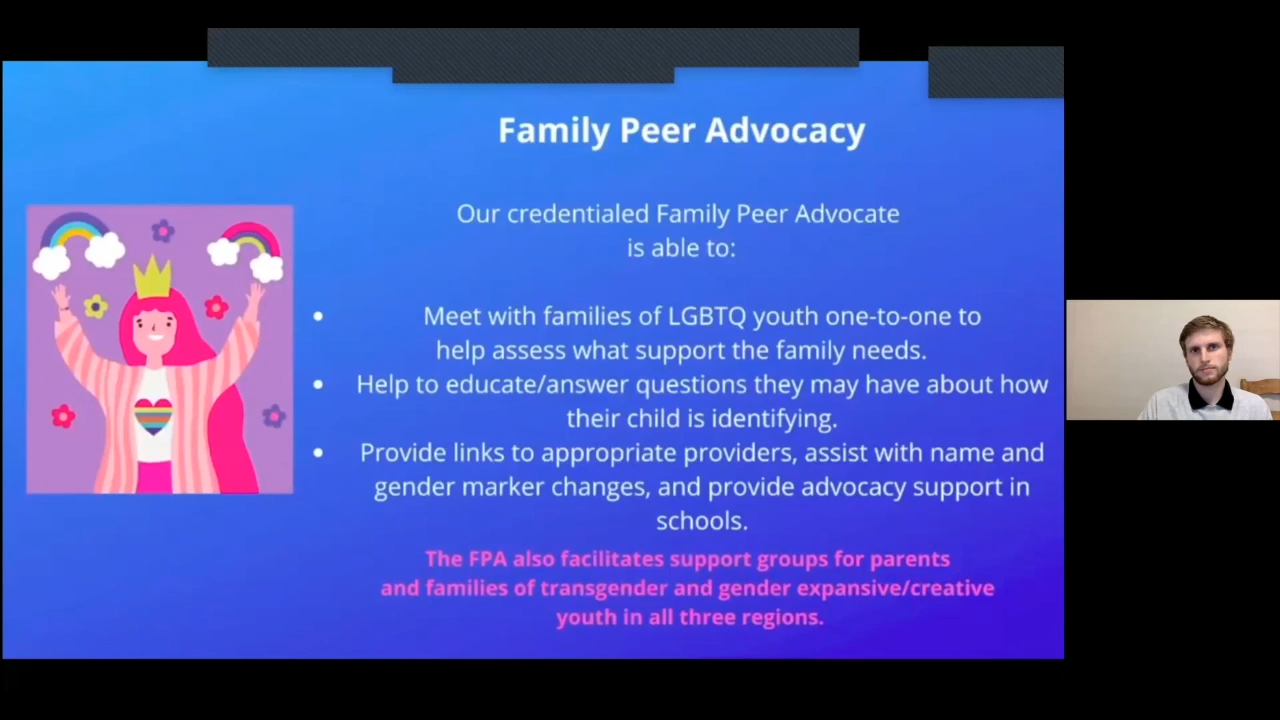 Family Peer Advocacy
Our credentialed Family Peer Advocate
is able to:
• Meet with families of LGBTQ youth one-to-one to
help assess what support the family needs.
• Help to educate/answer questions they may have about how
their child is identifying.
• Provide links to appropriate providers, assist with name and
gender marker changes, and provide advocacy support in
schools.
The FPA also facilitates support groups for parents
and families of transgender and gender expansive/creative
youth in all three regions.